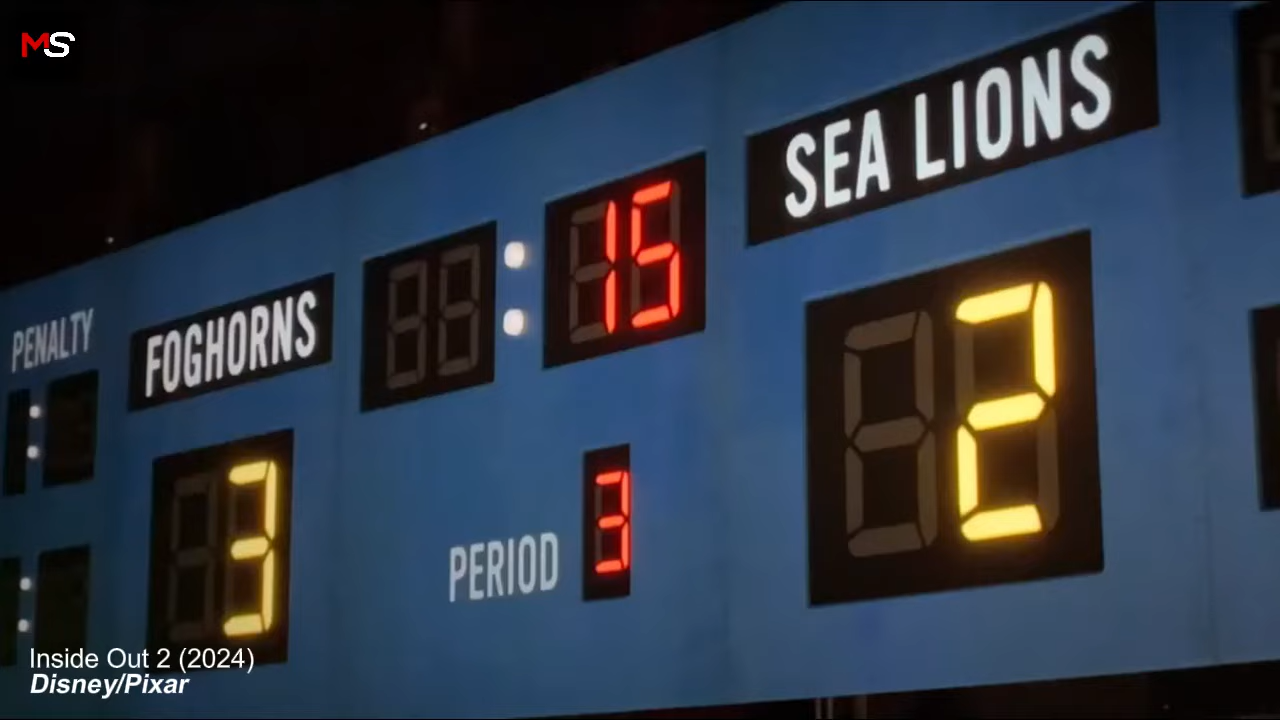 MS
SEA LIONS
: 15
FOGHORNS
PENALTY
:
2
3
PERIOD 3
:
Inside Out 2 (2024)
Disney/Pixar